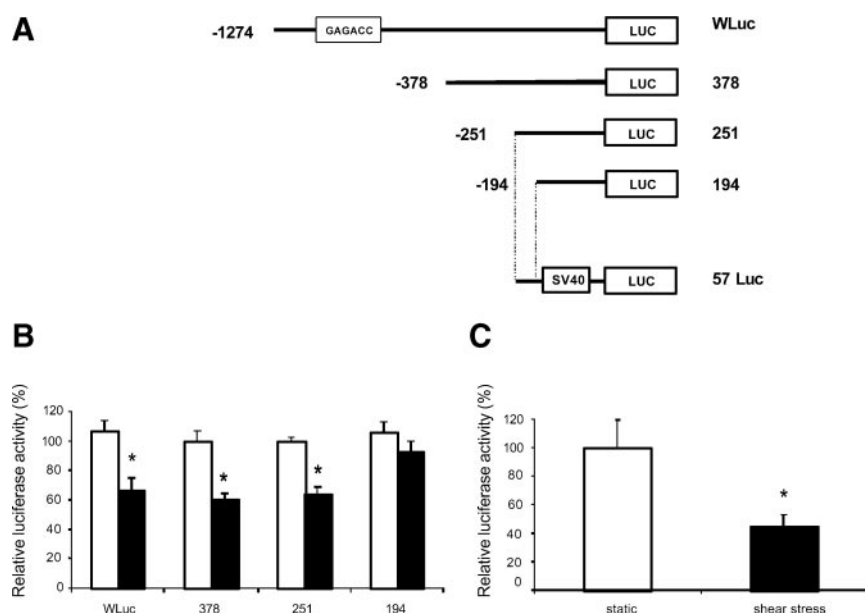 A
-1274 GAGACC LUC WLuc
-378 LUC 378
-251 LUC 251
-194 LUC 194
SV40 LUC 57 Luc
B
Relative luciferase activity (%)
120
100
80
60
40
20
0
* * *
WLuc 378 251 194
C
Relative luciferase activity (%)
120
100
80
60
40
20
0
*
static shear stress